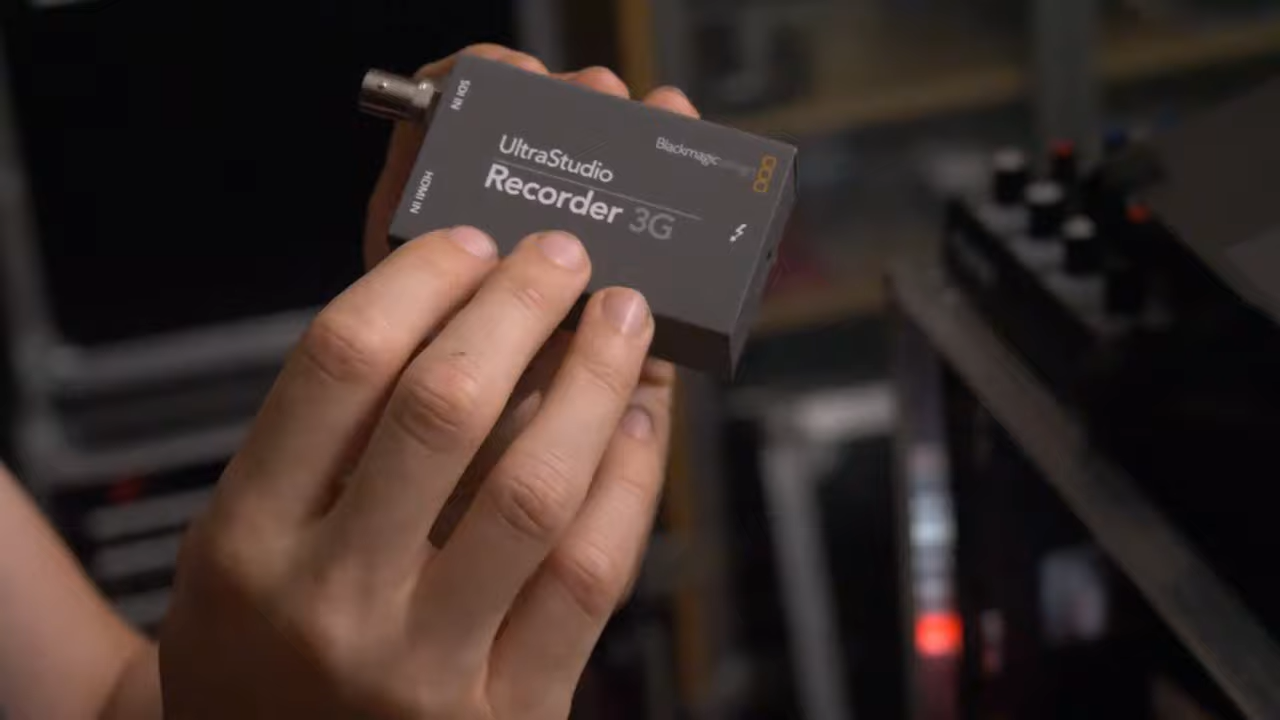 SDI IN
HDMI IN
UltraStudio
Recorder 3G
Blackmagic